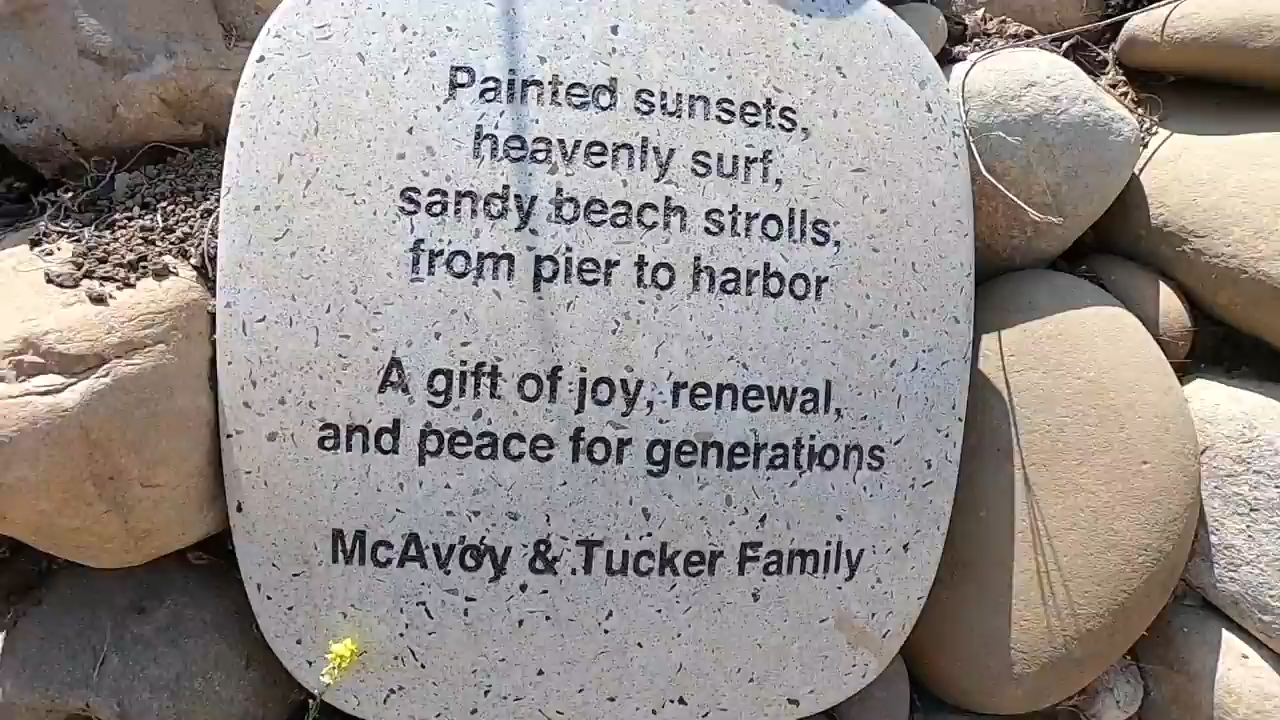 Painted sunsets,
heavenly surf,
sandy beach strolls,
from pier to harbor
A gift of joy, renewal,
and peace for generations
McAvoy & Tucker Family